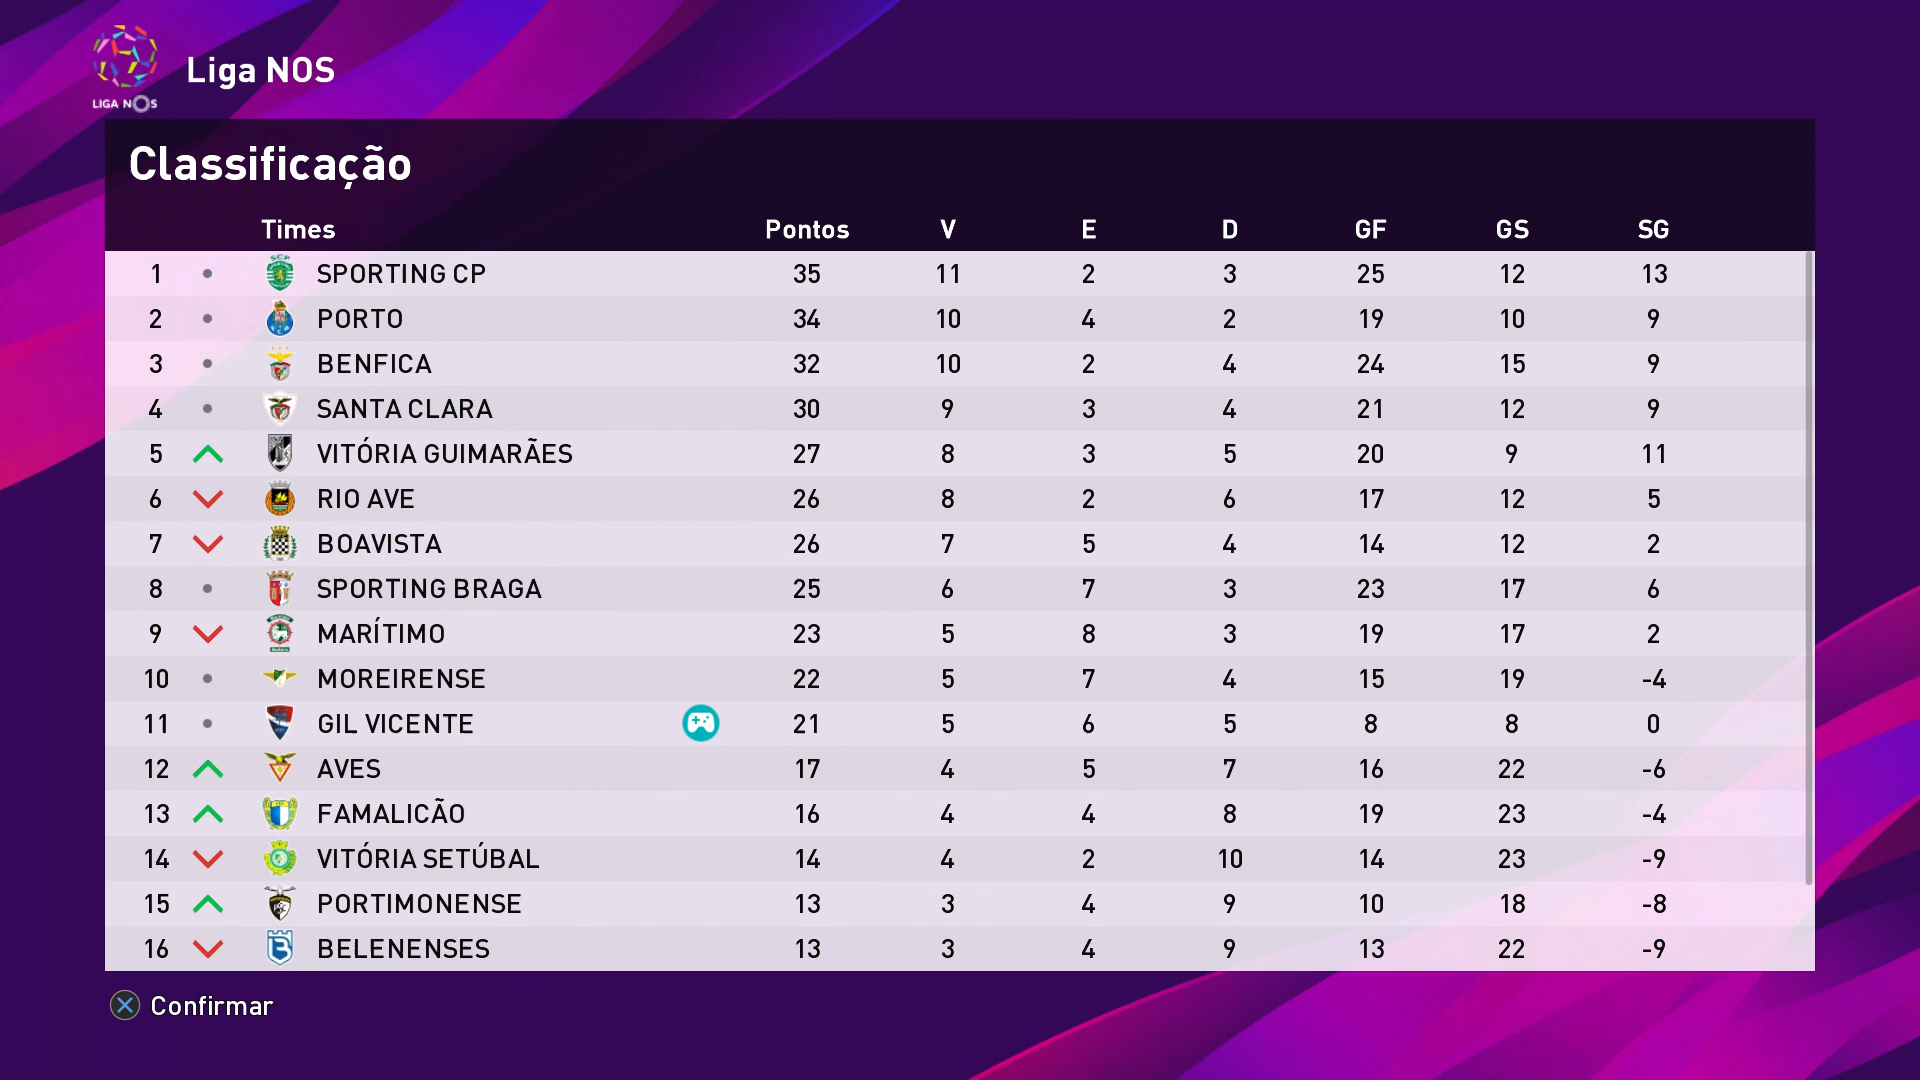 LIGA NOS
Liga NOS
Classificação
Times Pontos V E D GF GS SG
1 SPORTING CP 35 11 2 3 25 12 13
2 PORTO 34 10 4 2 19 10 9
3 BENFICA 32 10 2 4 24 15 9
4 SANTA CLARA 30 9 3 4 21 12 9
5 VITÓRIA GUIMARÃES 27 8 3 5 20 9 11
6 RIO AVE 26 8 2 6 17 12 5
7 BOAVISTA 26 7 5 4 14 12 2
8 SPORTING BRAGA 25 6 7 3 23 17 6
9 MARÍTIMO 23 5 8 3 19 17 2
10 MOREIRENSE 22 5 7 4 15 19 -4
11 GIL VICENTE 21 5 6 5 8 8 0
12 AVES 17 4 5 7 16 22 -6
13 FAMALICÃO 16 4 4 8 19 23 -4
14 VITÓRIA SETÚBAL 14 4 2 10 14 23 -9
15 PORTIMONENSE 13 3 4 9 10 18 -8
16 BELENENSES 13 3 4 9 13 22 -9
Confirmar